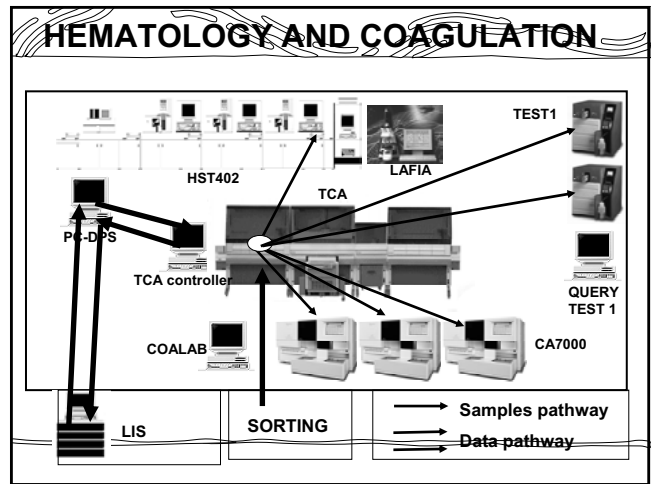 HEMATOLOGY AND COAGULATION
TEST1
HST402
LAFIA
TCA
PC-DPS
TCA controller
QUERY
TEST 1
COALAB
CA7000
LIS
SORTING
Samples pathway
Data pathway